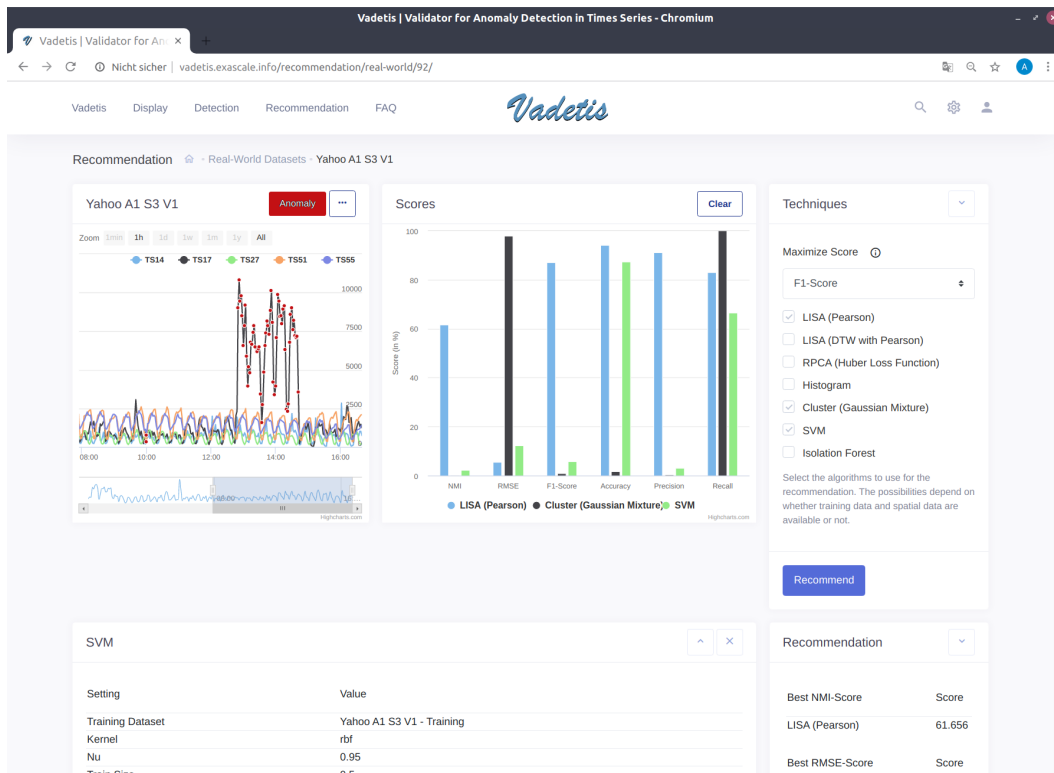 Vadetis | Validator for Anomaly Detection in Times Series - Chromium
Vadetis | Validator for An
Nicht sicher | vadetis.exascale.info/recommendation/real-world/92/
A
Vadetis Display Detection Recommendation FAQ
Vadetis
Recommendation - Real-World Datasets - Yahoo A1 S3 V1
Yahoo A1 S3 V1
Anomaly
Zoom 1min 1h 1d 1w 1m 1y All
TS14 TS17 TS27 TS51 TS55
10000
7500
5000
2500
0
08:00 10:00 12:00 14:00 16:00
Highcharts.com
Scores
Clear
Score (in %)
100
80
60
40
20
0
NMI RMSE F1-Score Accuracy Precision Recall
LISA (Pearson) Cluster (Gaussian Mixture) SVM
Highcharts.com
Techniques
Maximize Score
F1-Score
LISA (Pearson)
LISA (DTW with Pearson)
RPCA (Huber Loss Function)
Histogram
Cluster (Gaussian Mixture)
SVM
Isolation Forest
Select the algorithms to use for the
recommendation. The possibilities depend on
whether training data and spatial data are
available or not.
Recommend
SVM
Setting Value
Training Dataset Yahoo A1 S3 V1 - Training
Kernel rbf
Nu 0.95
Train Size 0.5
Recommendation
Best NMI-Score Score
LISA (Pearson) 61.656
Best RMSE-Score Score